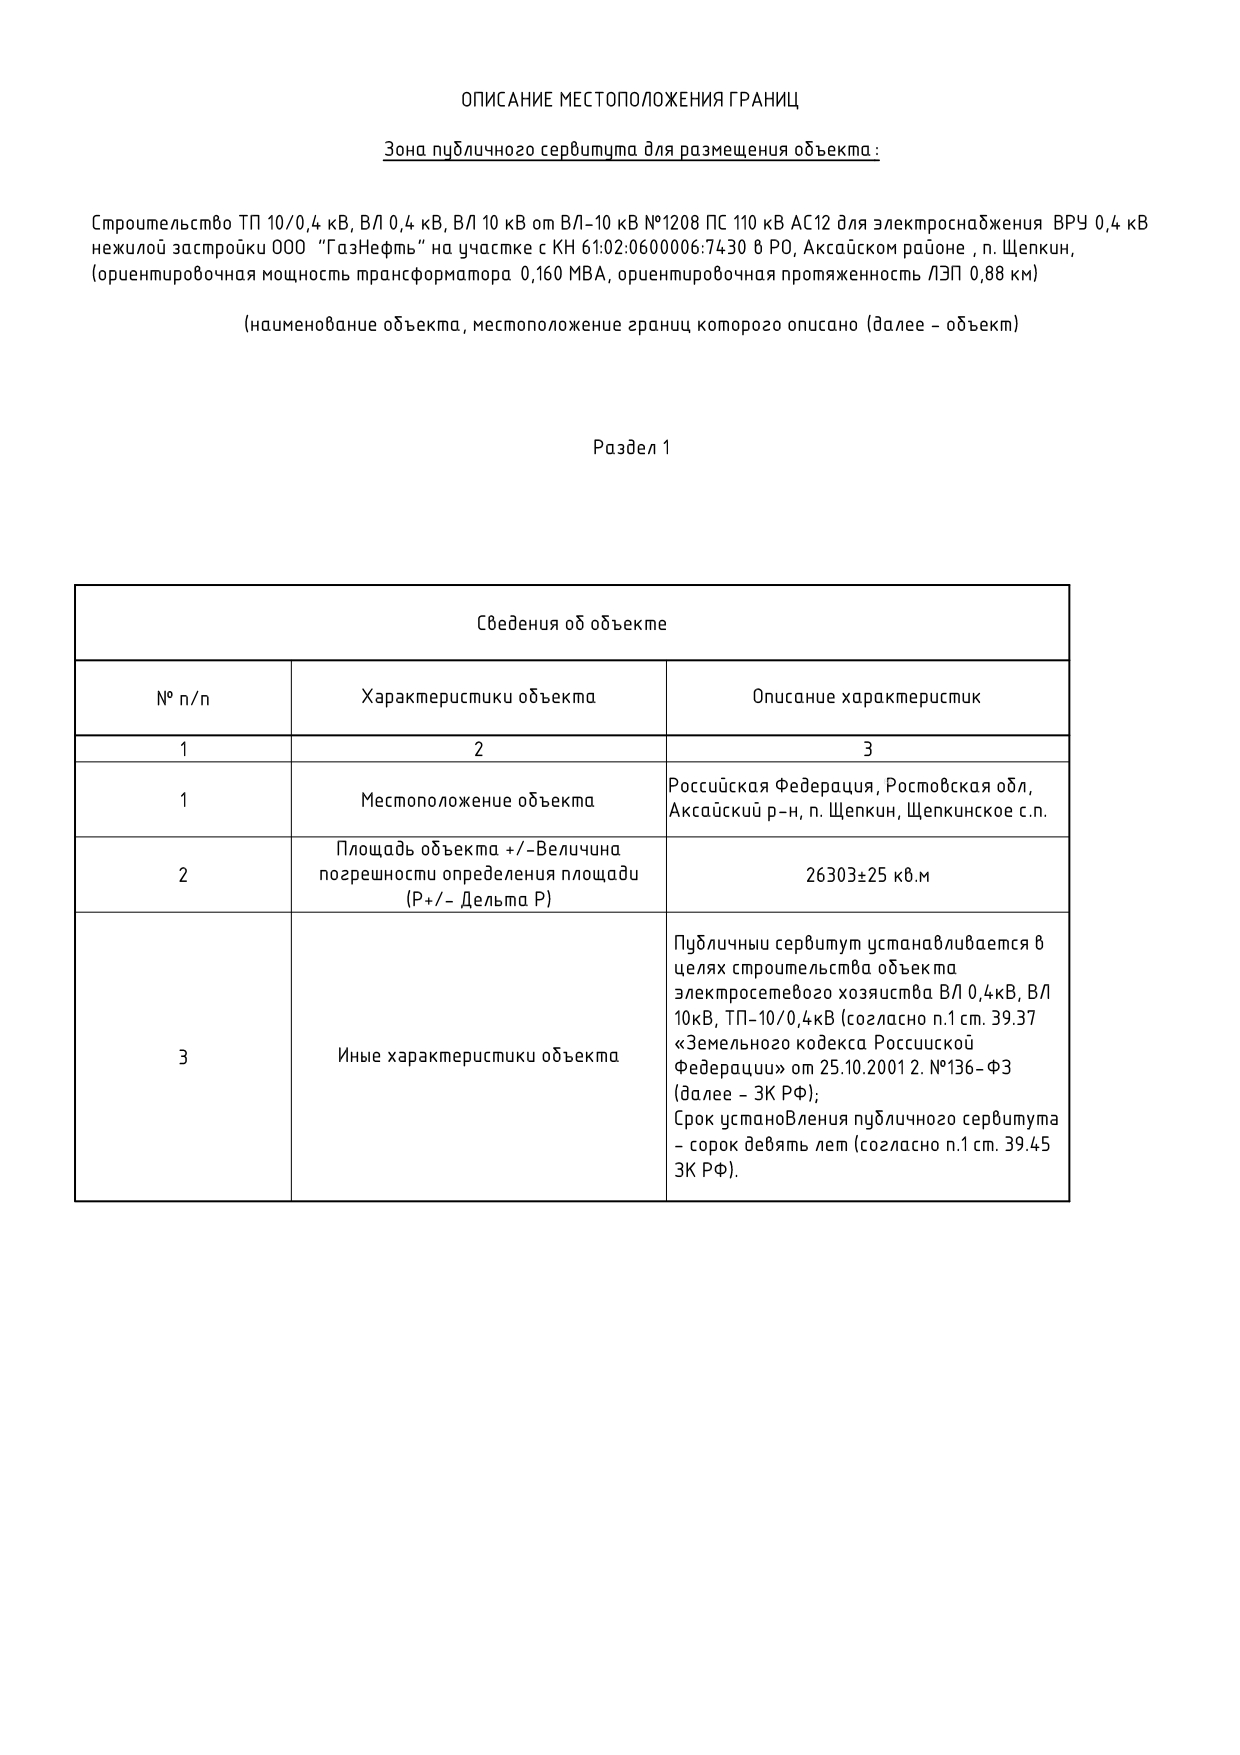 ОПИСАНИЕ МЕСТОПОЛОЖЕНИЯ ГРАНИЦ
Зона публичного сервитута для размещения объекта:
Строительство ТП 10/0,4 кВ, ВЛ 0,4 кВ, ВЛ 10 кВ от ВЛ-10 кВ №1208 ПС 110 кВ АС12 для электроснабжения ВРУ 0,4 кВ
нежилой застройки ООО "ГазНефть" на участке с КН 61:02:0600006:7430 в РО, Аксайском районе , п. Щепкин,
(ориентировочная мощность трансформатора 0,160 МВА, ориентировочная протяженность ЛЭП 0,88 км)
(наименование объекта, местоположение границ которого описано (далее - объект)
Раздел 1
Сведения об объекте
№ п/п
Характеристики объекта
Описание характеристик
1
2
3
1
Местоположение объекта
Российская Федерация, Ростовская обл,
Аксайский р-н, п. Щепкин, Щепкинское с.п.
2
Площадь объекта +/-Величина
погрешности определения площади
(Р+/- Дельта Р)
26303±25 кв.м
3
Иные характеристики объекта
Публичныи сервитут устанавливается в
целях строительства объекта
электросетевого хозяиства ВЛ 0,4кВ, ВЛ
10кВ, ТП-10/0,4кВ (согласно п.1 ст. 39.37
«Земельного кодекса Россииской
Федерации» от 25.10.2001 2. №136-ФЗ
(далее - ЗК РФ);
Срок устаноВления публичного сервитута
- сорок девять лет (согласно п.1 ст. 39.45
ЗК РФ).